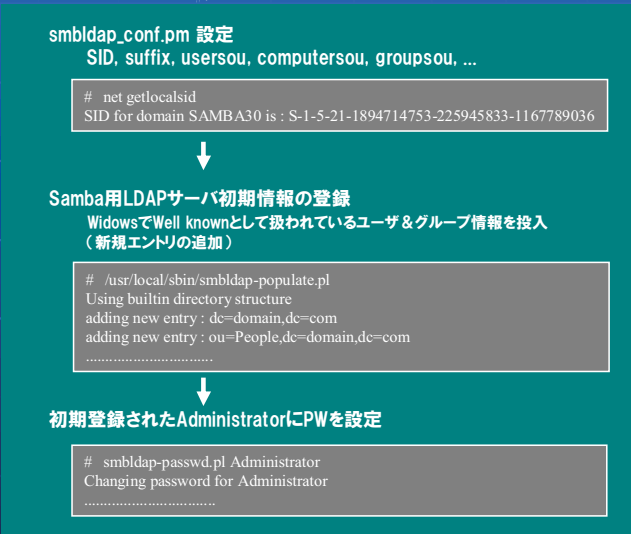 smbldap_conf.pm 設定
SID, suffix, usersou, computersou, groupsou, ...
# net getlocalsid
SID for domain SAMBA30 is : S-1-5-21-1894714753-225945833-1167789036
Samba用LDAPサーバ初期情報の登録
WidowsでWell knownとして扱われているユーザ＆グループ情報を投入
（新規エントリの追加）
# /usr/local/sbin/smbldap-populate.pl
Using builtin directory structure
adding new entry : dc=domain,dc=com
adding new entry : ou=People,dc=domain,dc=com
.................................
初期登録されたAdministratorにPWを設定
# smbldap-passwd.pl Administrator
Changing password for Administrator
..................................